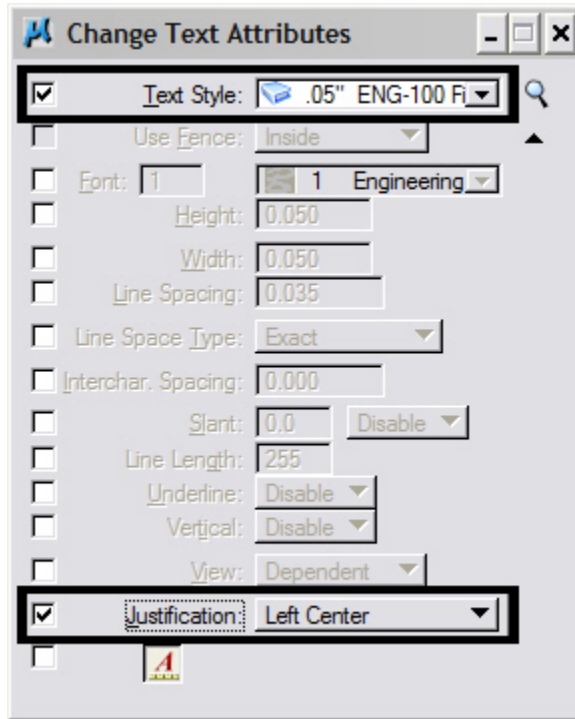 Change Text Attributes
Text Style: .05" ENG-100 Fi
Use Fence: Inside
Font: 1 1 Engineering
Height: 0.050
Width: 0.050
Line Spacing: 0.035
Line Space Type: Exact
Interchar. Spacing: 0.000
Slant: 0.0 Disable
Line Length: 255
Underline: Disable
Vertical: Disable
View: Dependent
Justification: Left Center
A